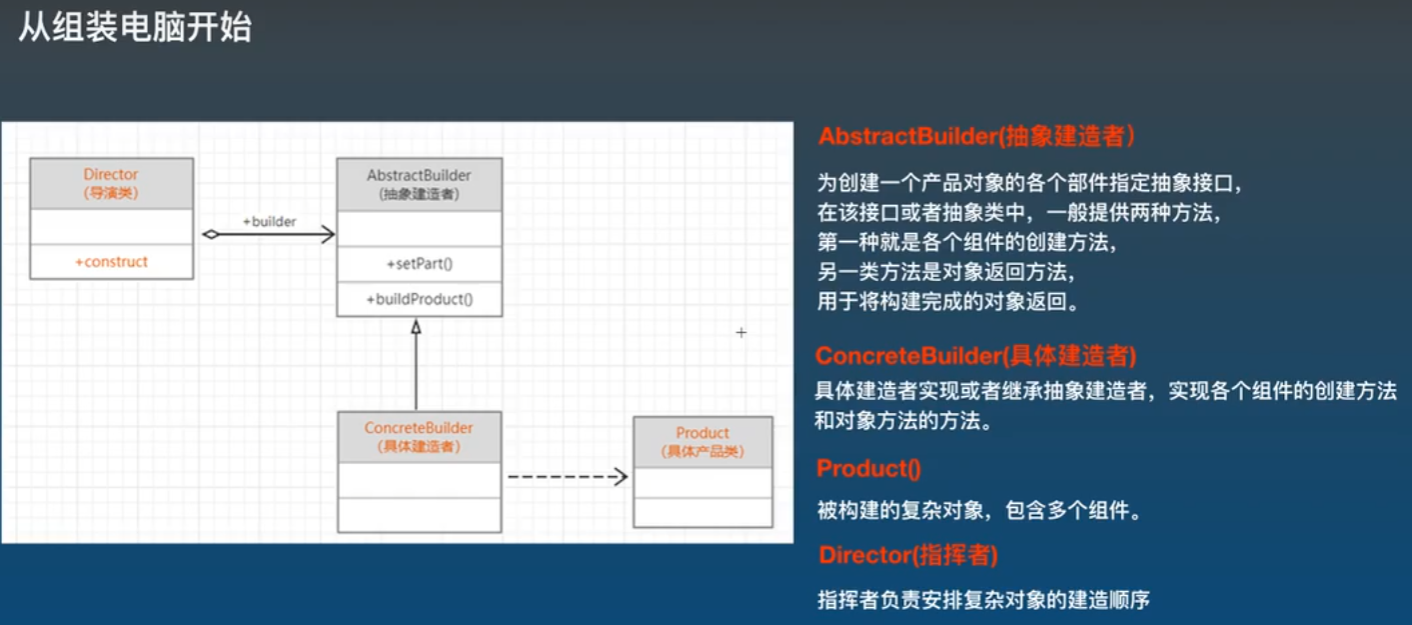 从组装电脑开始
Director
(导演类)
+construct
+builder
AbstractBuilder
(抽象建造者)
+setPart()
+buildProduct()
ConcreteBuilder
(具体建造者)
Product
(具体产品类)
AbstractBuilder(抽象建造者）
为创建一个产品对象的各个部件指定抽象接口，
在该接口或者抽象类中，一般提供两种方法，
第一种就是各个组件的创建方法，
另一类方法是对象返回方法，
用于将构建完成的对象返回。
ConcreteBuilder(具体建造者)
具体建造者实现或者继承抽象建造者，实现各个组件的创建方法
和对象方法的方法。
Product()
被构建的复杂对象，包含多个组件。
Director(指挥者)
指挥者负责安排复杂对象的建造顺序